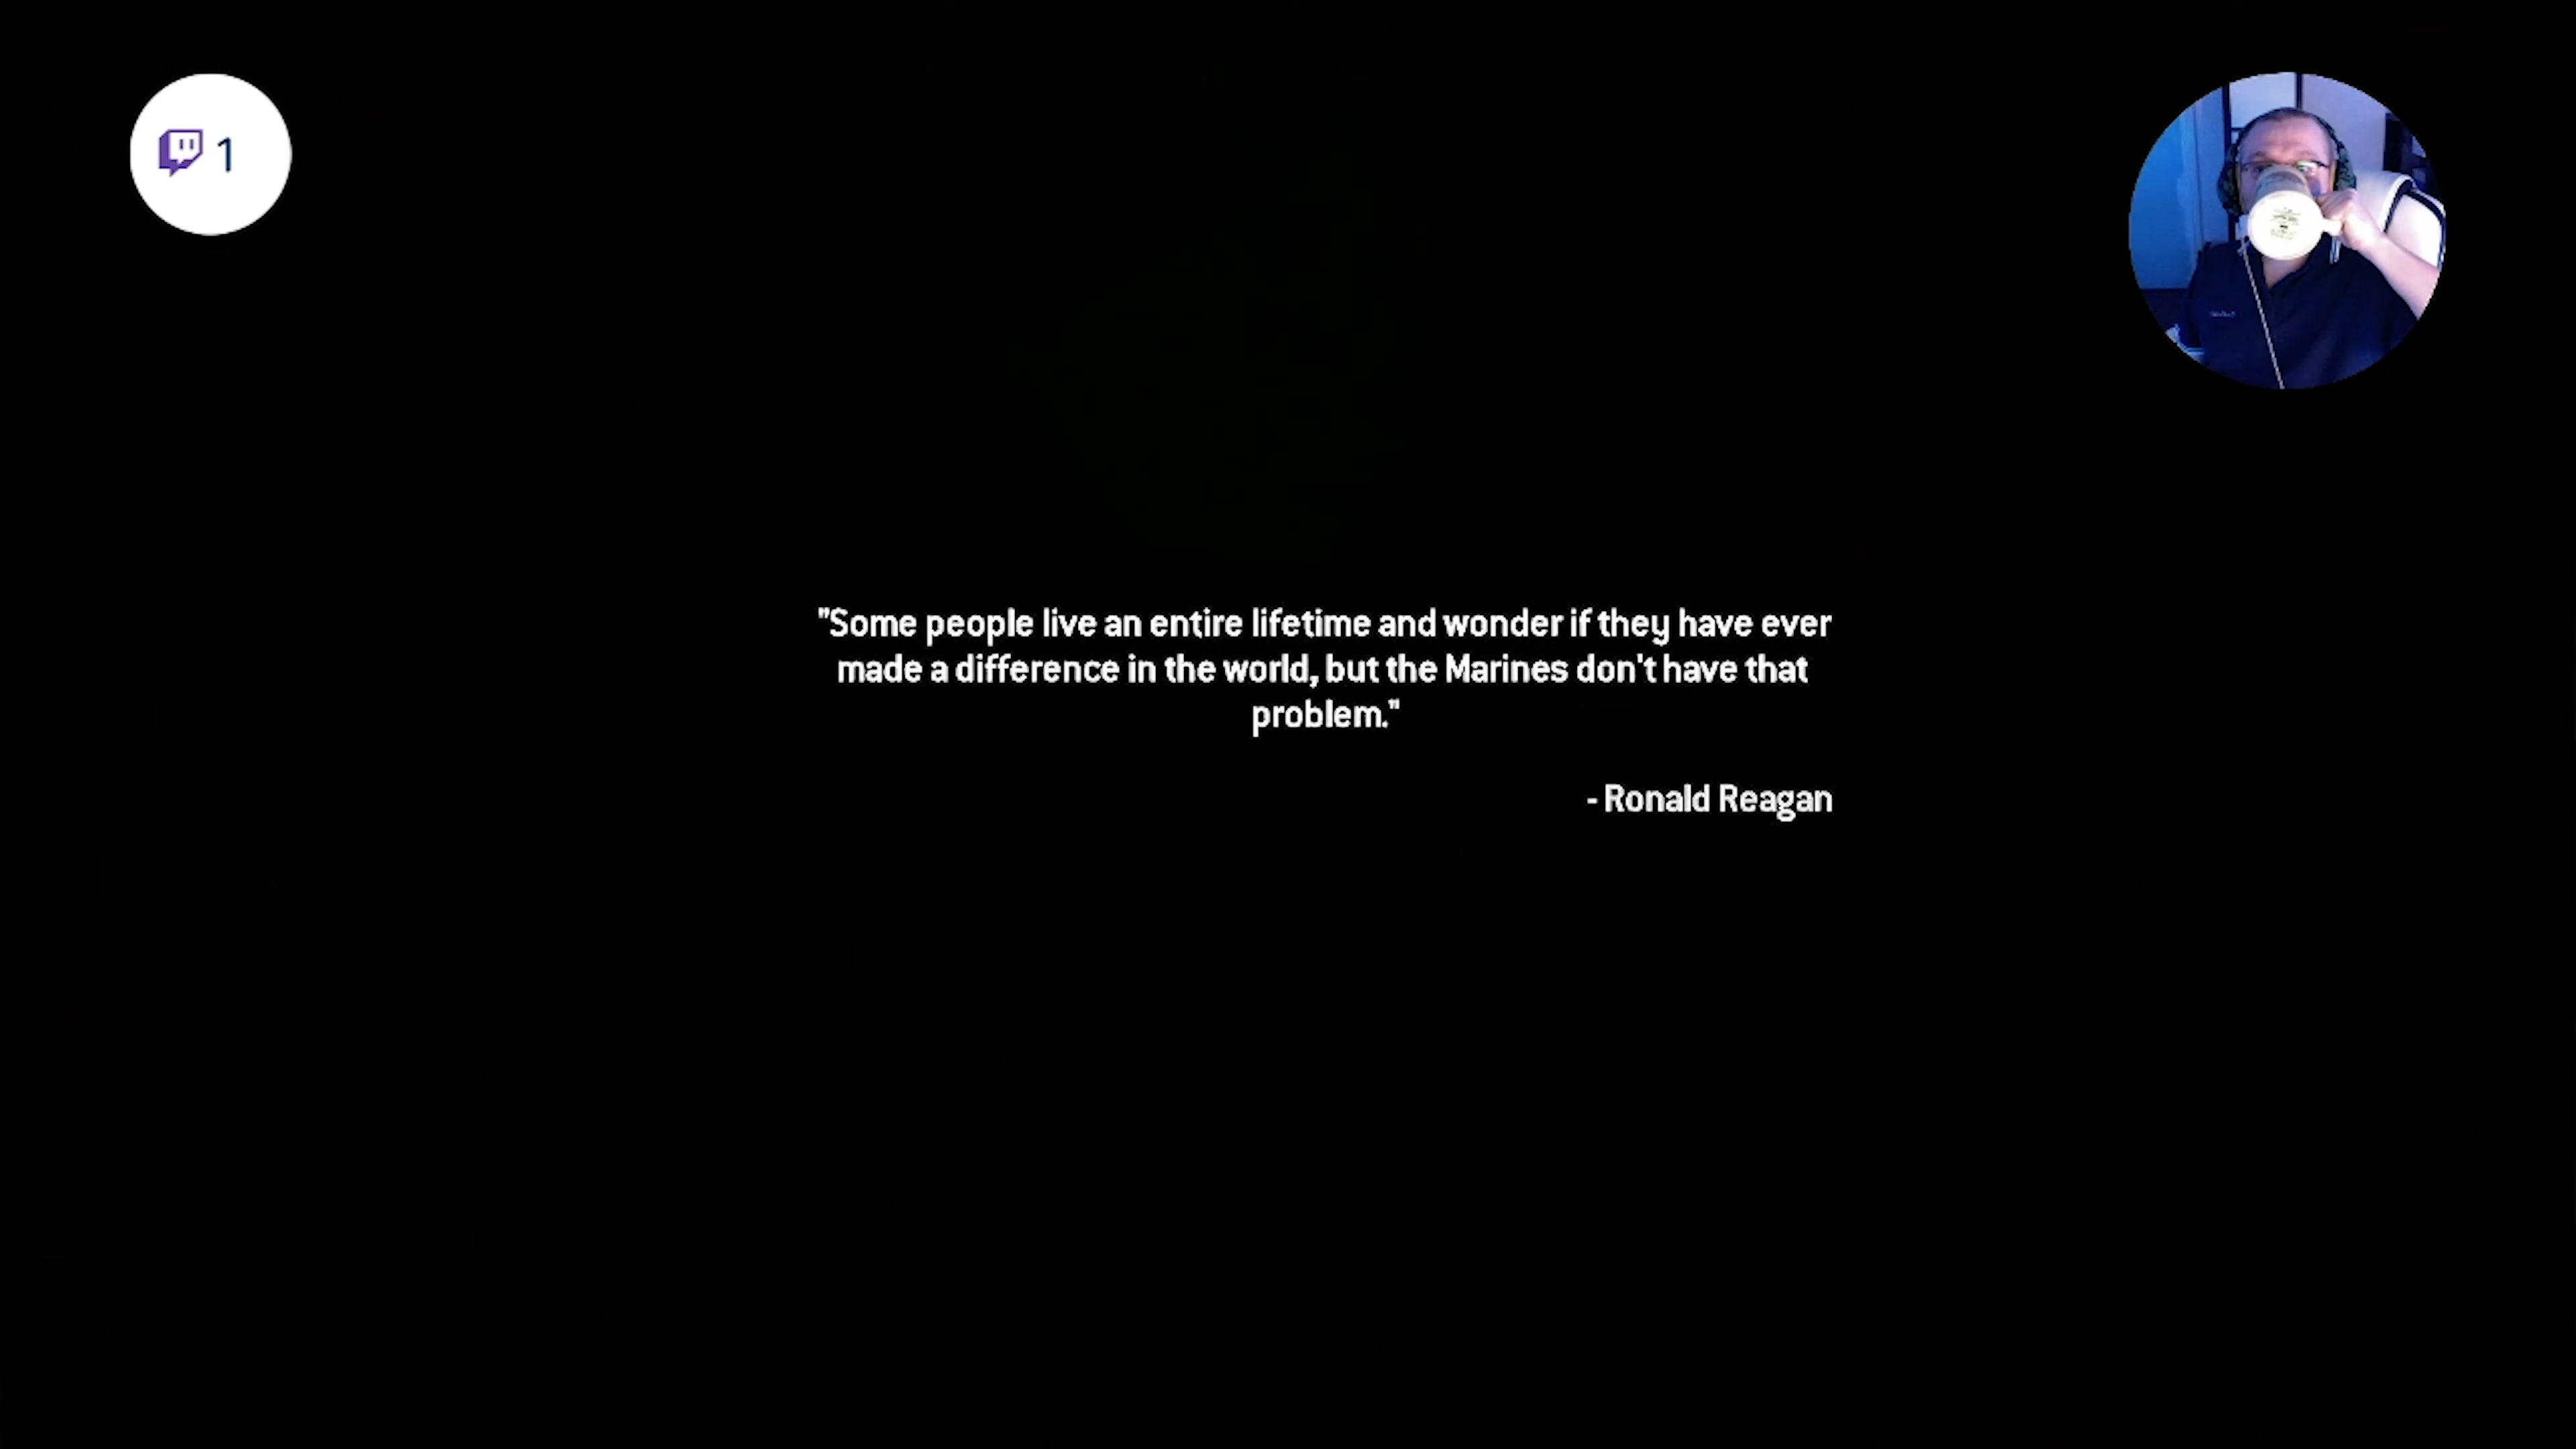 1
"Some people live an entire lifetime and wonder if they have ever
made a difference in the world, but the Marines don't have that
problem."
- Ronald Reagan